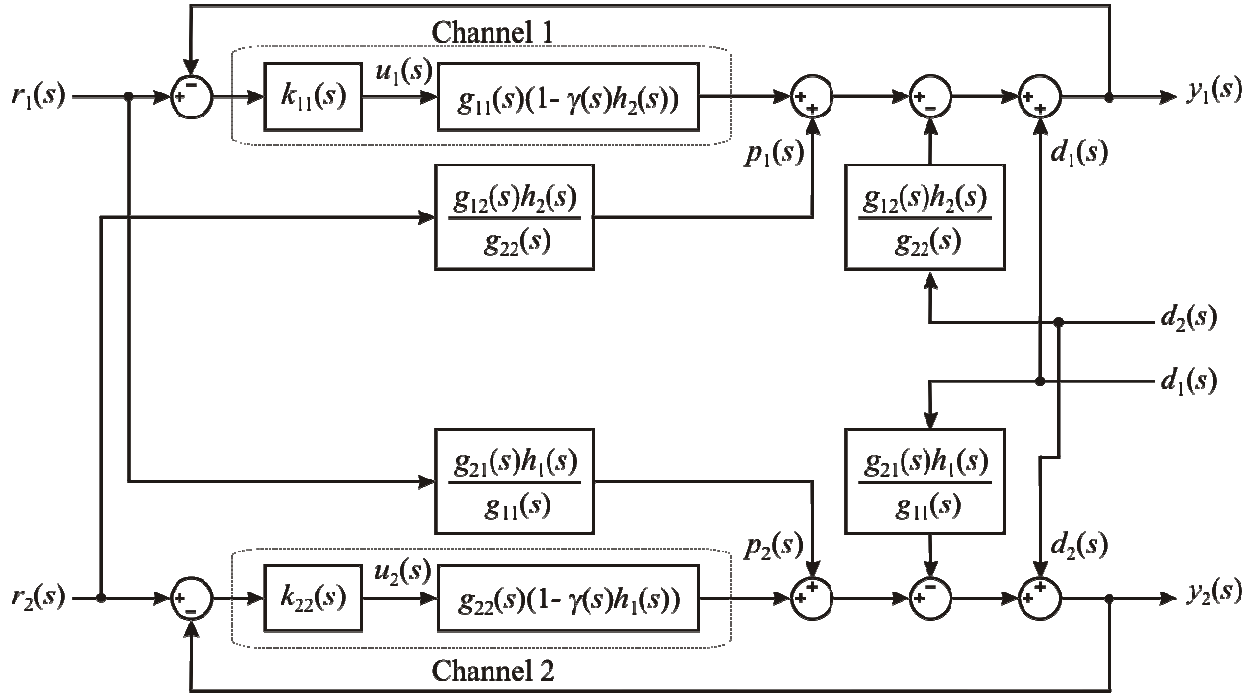 Channel 1
r₁(s)
+
-
k₁₁(s)
u₁(s)
g₁₁(s)(1- γ(s)h₂(s))
+
+
p₁(s)
+
-
+
+
d₁(s)
y₁(s)
g₁₂(s)h₂(s)
g₂₂(s)
g₁₂(s)h₂(s)
g₂₂(s)
d₂(s)
d₁(s)
g₂₁(s)h₁(s)
g₁₁(s)
g₂₁(s)h₁(s)
g₁₁(s)
p₂(s)
d₂(s)
r₂(s)
+
-
k₂₂(s)
u₂(s)
g₂₂(s)(1- γ(s)h₁(s))
+
+
+
-
+
+
y₂(s)
Channel 2